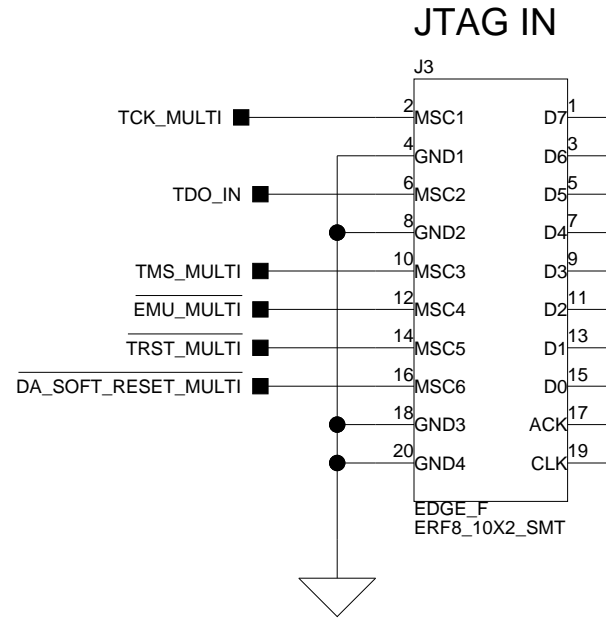 JTAG IN
J3
TCK_MULTI 2 MSC1 D7 1
4 GND1 D6 3
TDO_IN 6 MSC2 D5 5
8 GND2 D4 7
TMS_MULTI 10 MSC3 D3 9
EMU_MULTI 12 MSC4 D2 11
TRST_MULTI 14 MSC5 D1 13
DA_SOFT_RESET_MULTI 16 MSC6 D0 15
18 GND3 ACK 17
20 GND4 CLK 19
EDGE_F
ERF8_10X2_SMT